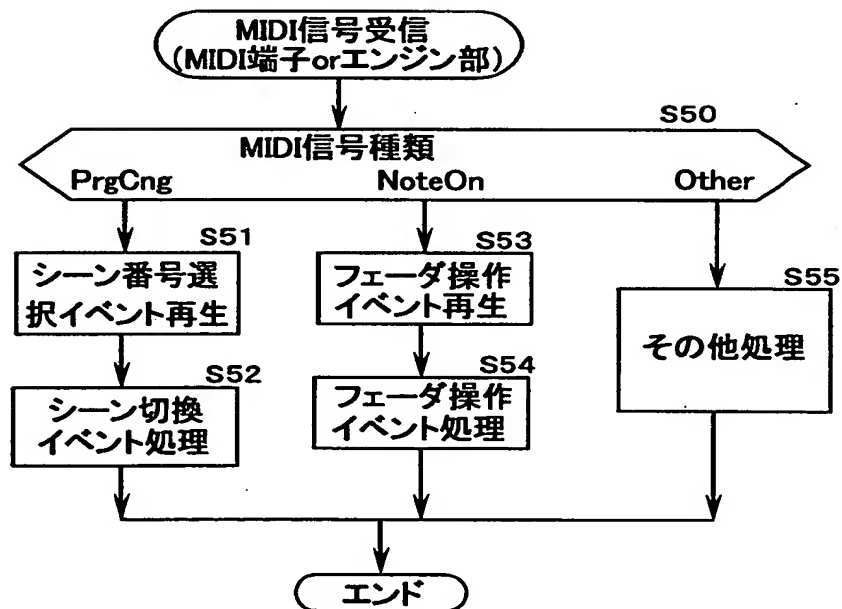 MIDI信号受信
(MIDI端子orエンジン部)
S50
MIDI信号種類
PrgCng
NoteOn
Other
S51
シーン番号選
択イベント再生
S53
フェーダ操作
イベント再生
S55
その他処理
S52
シーン切換
イベント処理
S54
フェーダ操作
イベント処理
エンド